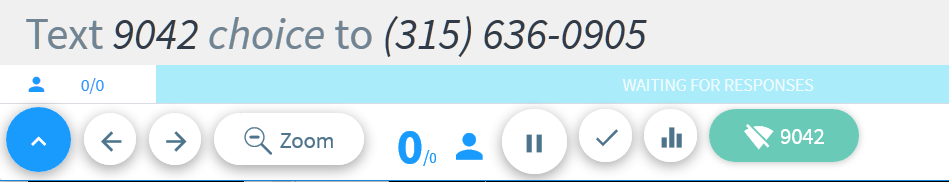 Text 9042 choice to (315) 636-0905
0/0 WAITING FOR RESPONSES
Zoom 0/0 9042